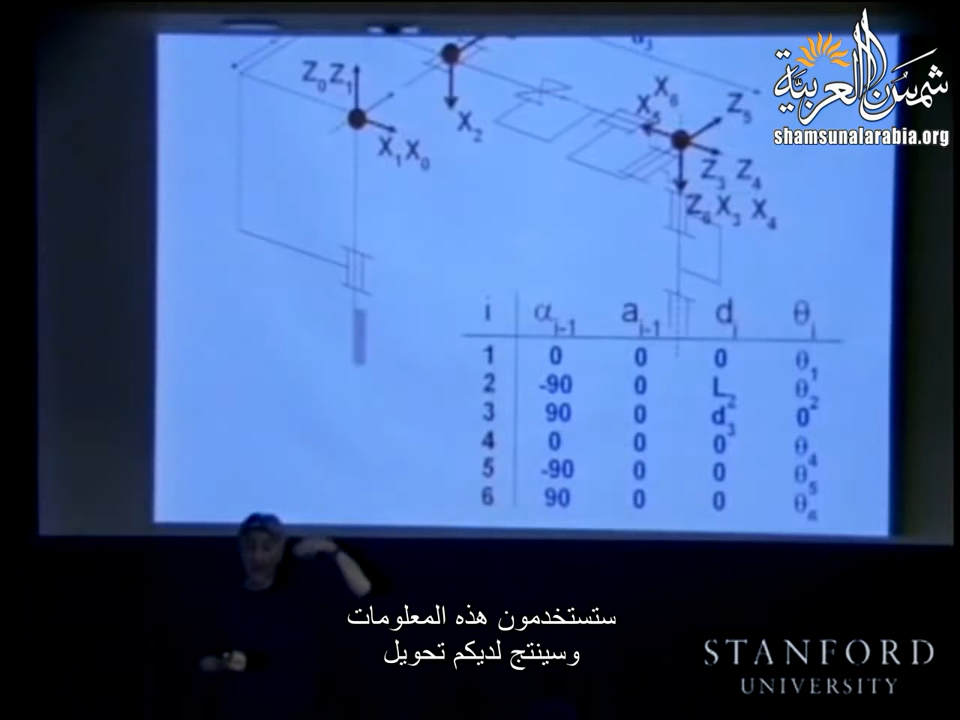 شمس العربية
shamsunalarabia.org
Z₀ Z₁
X₂
X₁ X₀
X₆
X₅
Z₅
Z₃ Z₄
Z₆ X₃ X₄
i αᵢ₋₁ aᵢ₋₁ dᵢ θᵢ
1 0 0 0 θ₁
2 -90 0 L₂ θ₂
3 90 0 d₃ 0
4 0 0 0 θ₄
5 -90 0 0 θ₅
6 90 0 0 θ₆
ستستخدمون هذه المعلومات
وسينتج لديكم تحويل
STANFORD
UNIVERSITY